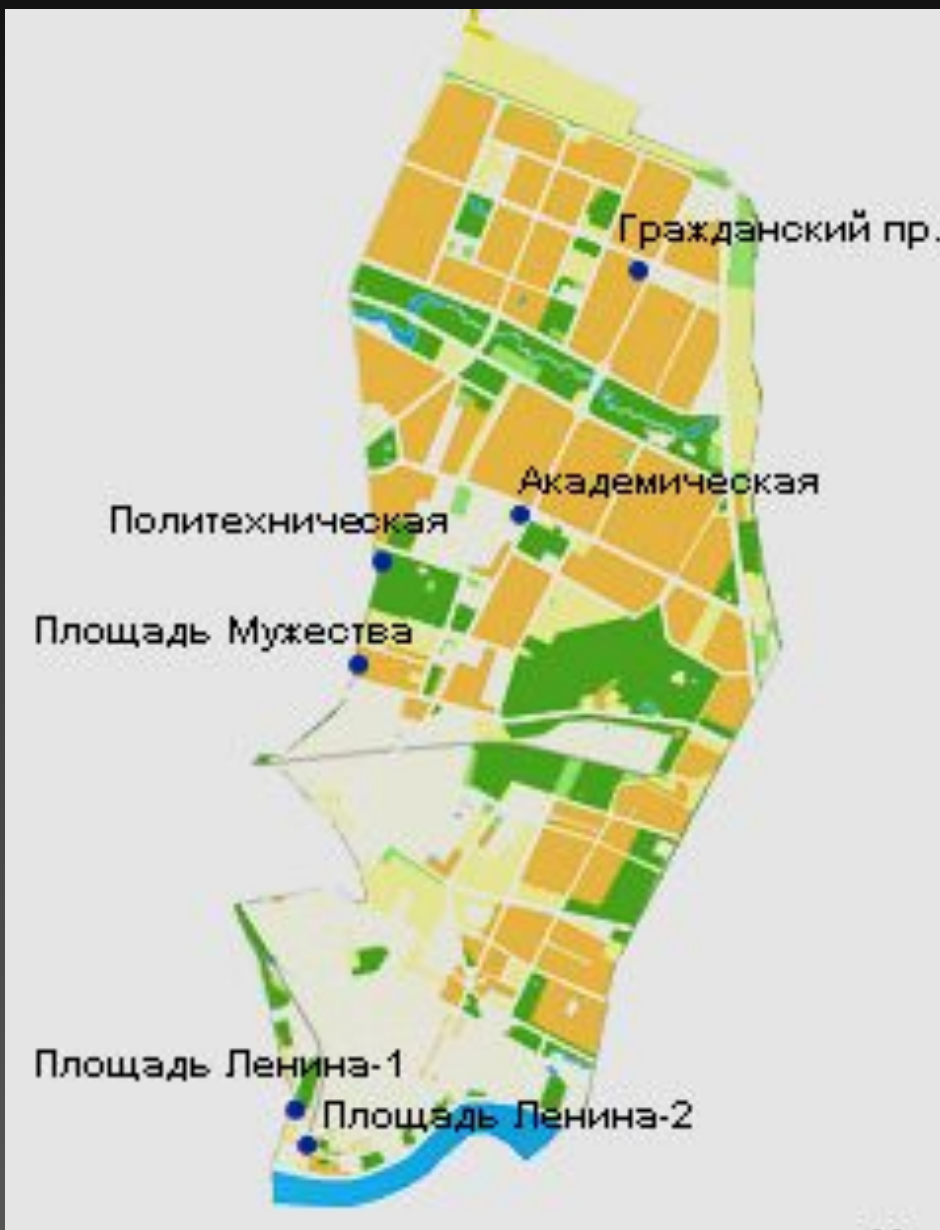 Гражданский пр.
Академическая
Политехническая
Площадь Мужества
Площадь Ленина-1
Площадь Ленина-2